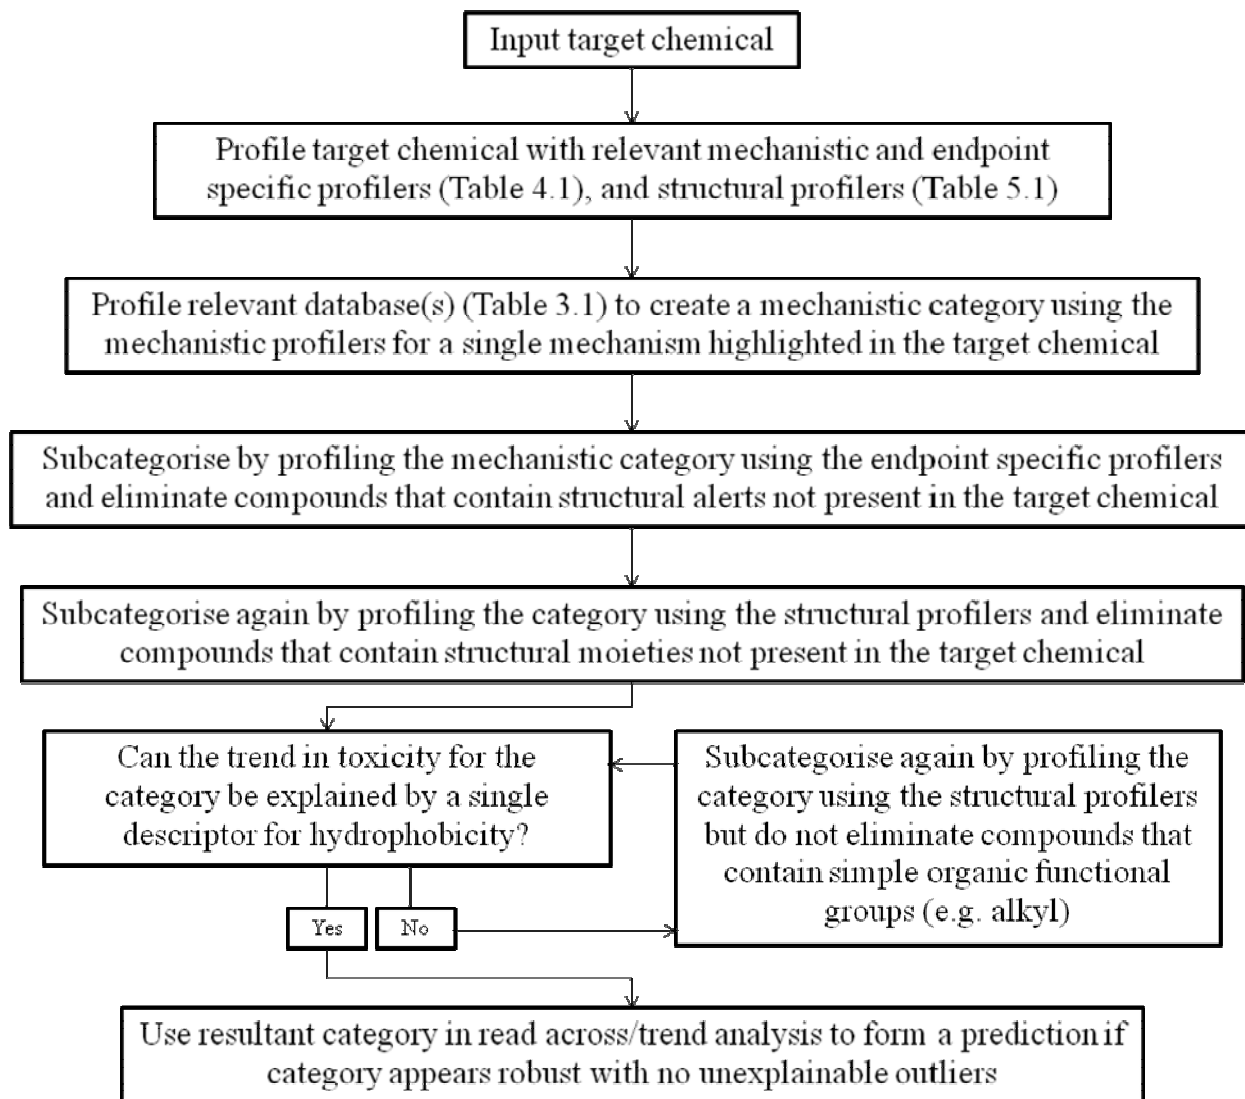 Input target chemical
Profile target chemical with relevant mechanistic and endpoint
specific profilers (Table 4.1), and structural profilers (Table 5.1)
Profile relevant database(s) (Table 3.1) to create a mechanistic category using the
mechanistic profilers for a single mechanism highlighted in the target chemical
Subcategorise by profiling the mechanistic category using the endpoint specific profilers
and eliminate compounds that contain structural alerts not present in the target chemical
Subcategorise again by profiling the category using the structural profilers and eliminate
compounds that contain structural moieties not present in the target chemical
Can the trend in toxicity for the
category be explained by a single
descriptor for hydrophobicity?
Subcategorise again by profiling the
category using the structural profilers
but do not eliminate compounds that
contain simple organic functional
groups (e.g. alkyl)
Yes
No
Use resultant category in read across/trend analysis to form a prediction if
category appears robust with no unexplainable outliers